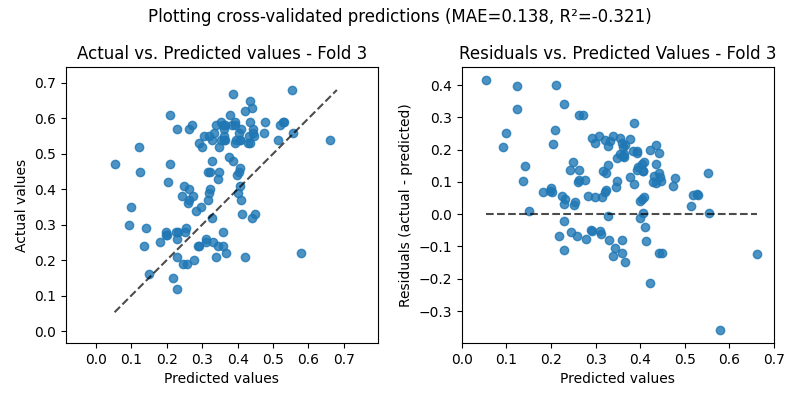 Plotting cross-validated predictions (MAE=0.138, R²=-0.321)
Actual vs. Predicted values - Fold 3
Actual values
0.7
0.6
0.5
0.4
0.3
0.2
0.1
0.0
0.0 0.1 0.2 0.3 0.4 0.5 0.6 0.7
Predicted values
Residuals vs. Predicted Values - Fold 3
Residuals (actual - predicted)
0.4
0.3
0.2
0.1
0.0
−0.1
−0.2
−0.3
0.0 0.1 0.2 0.3 0.4 0.5 0.6 0.7
Predicted values